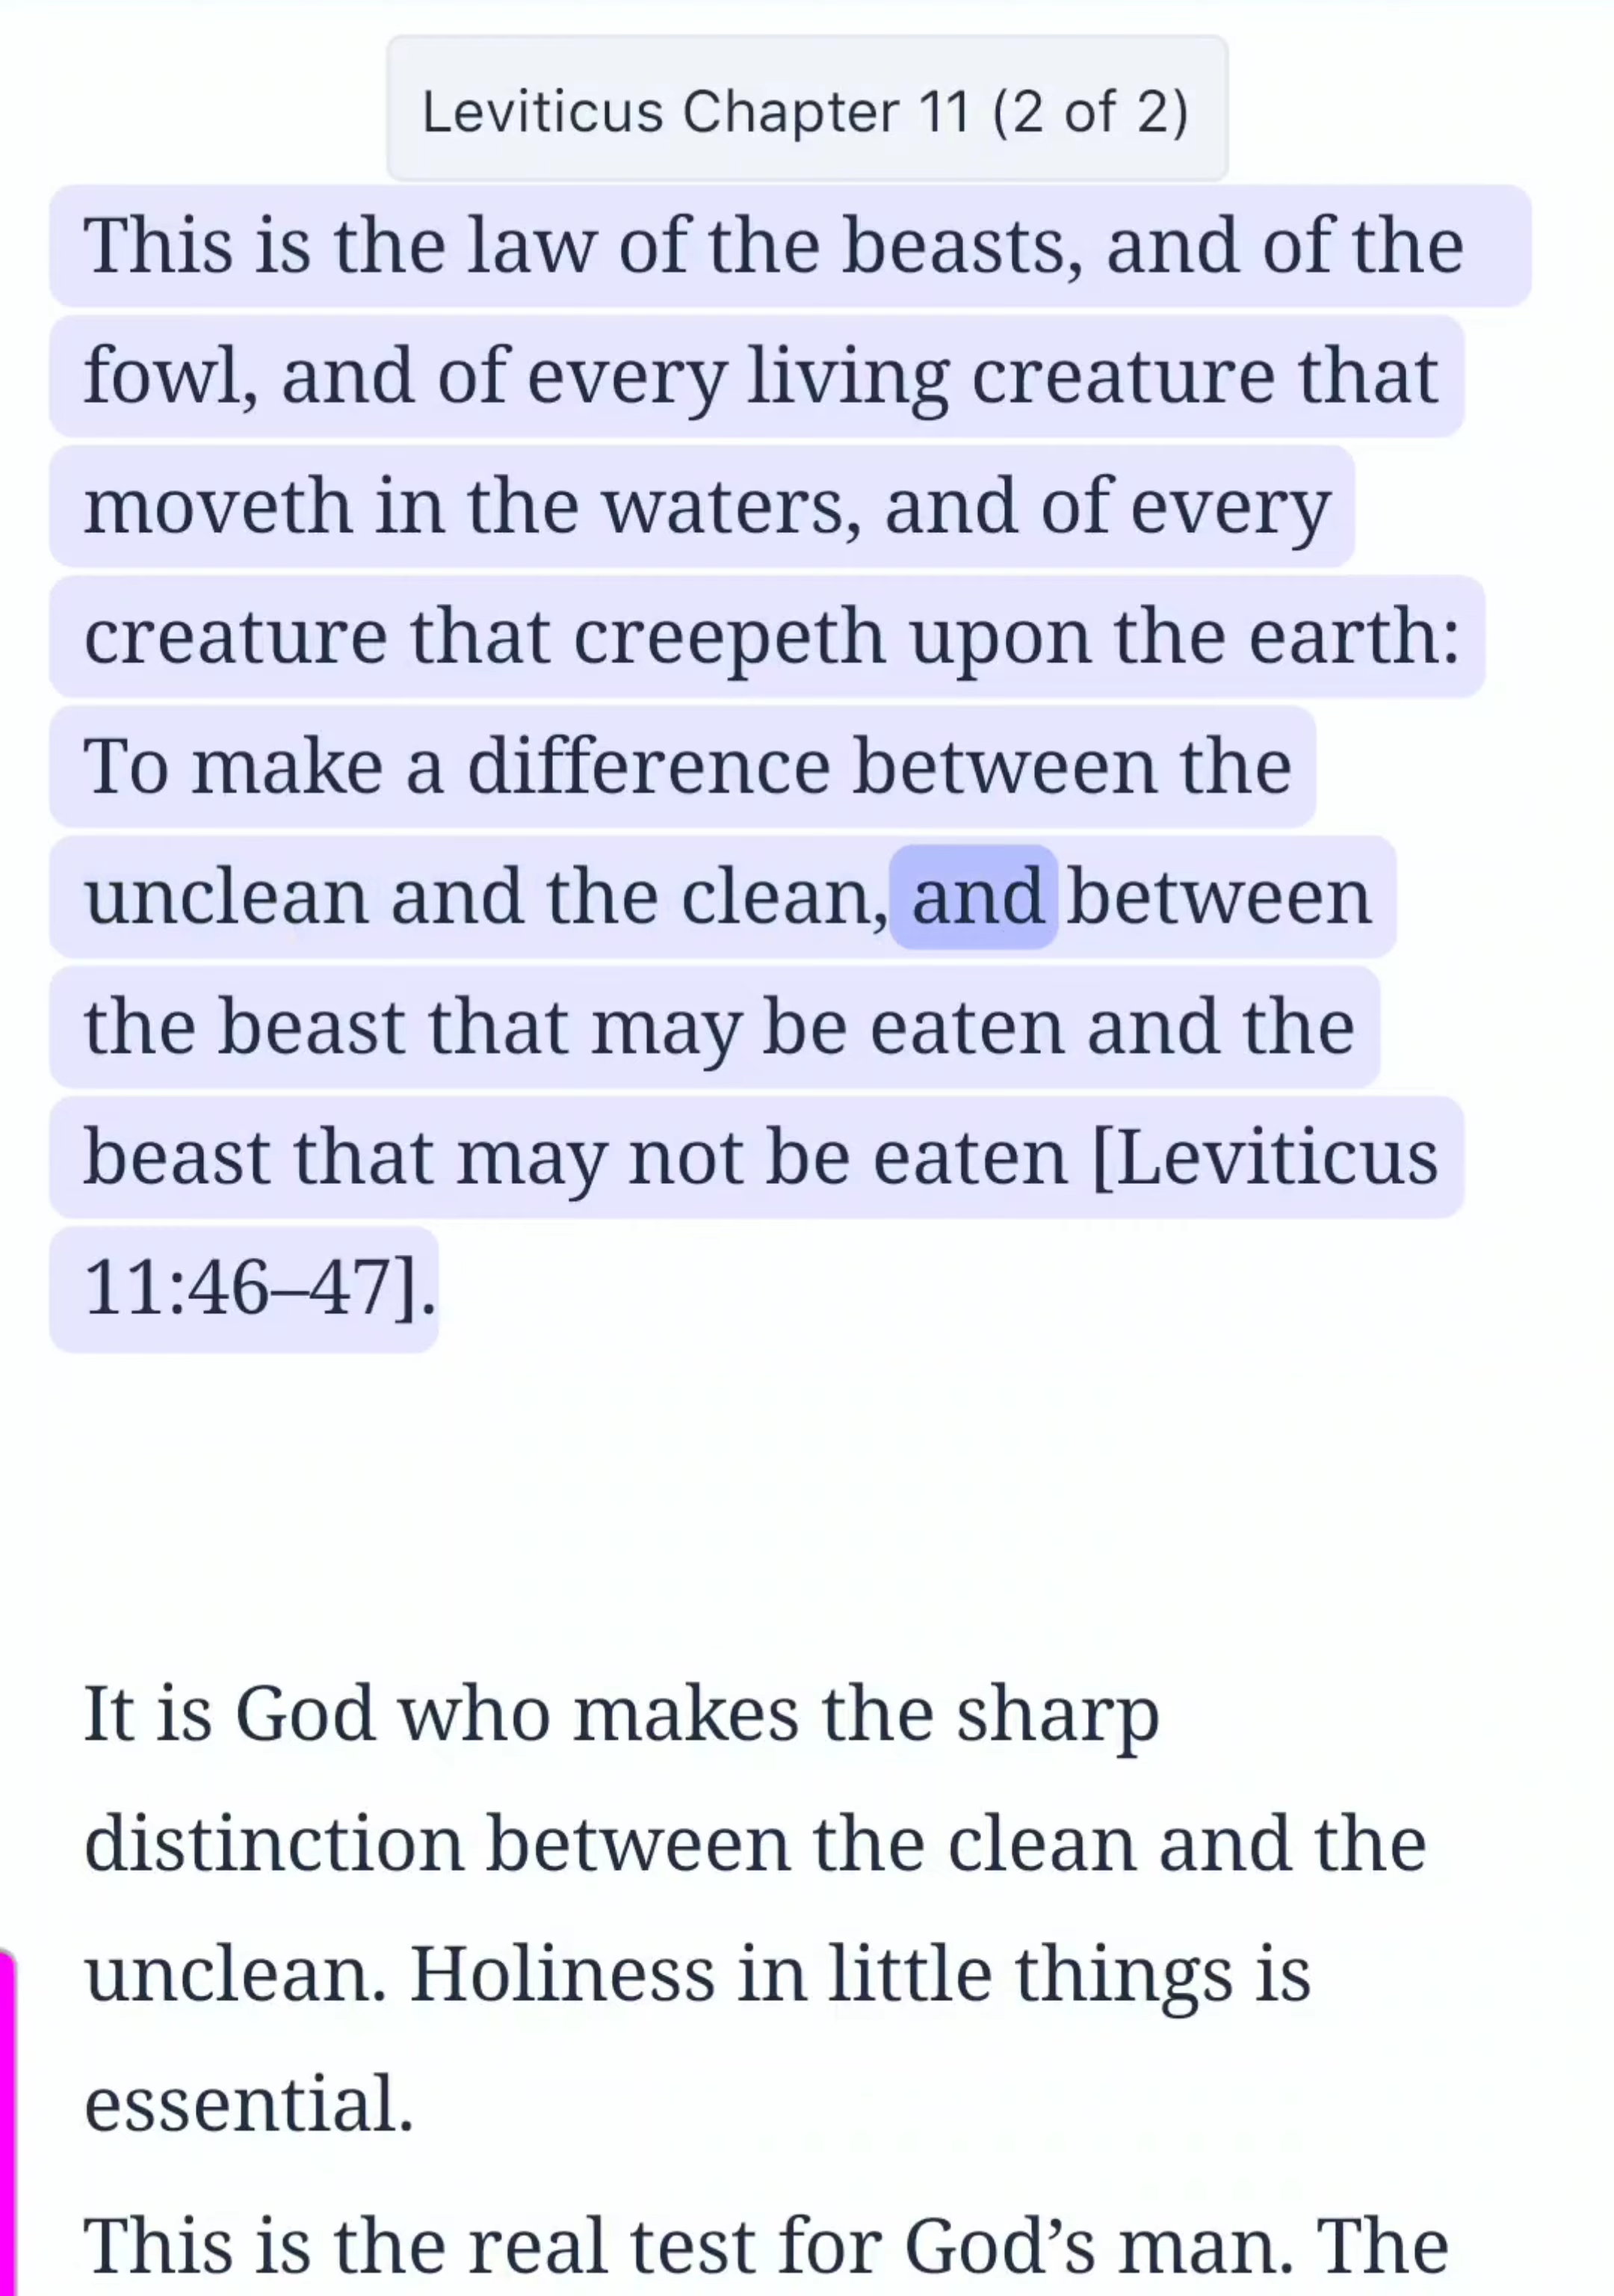 Leviticus Chapter 11 (2 of 2)
This is the law of the beasts, and of the
fowl, and of every living creature that
moveth in the waters, and of every
creature that creepeth upon the earth:
To make a difference between the
unclean and the clean, and between
the beast that may be eaten and the
beast that may not be eaten [Leviticus
11:46–47].
It is God who makes the sharp
distinction between the clean and the
unclean. Holiness in little things is
essential.
This is the real test for God’s man. The